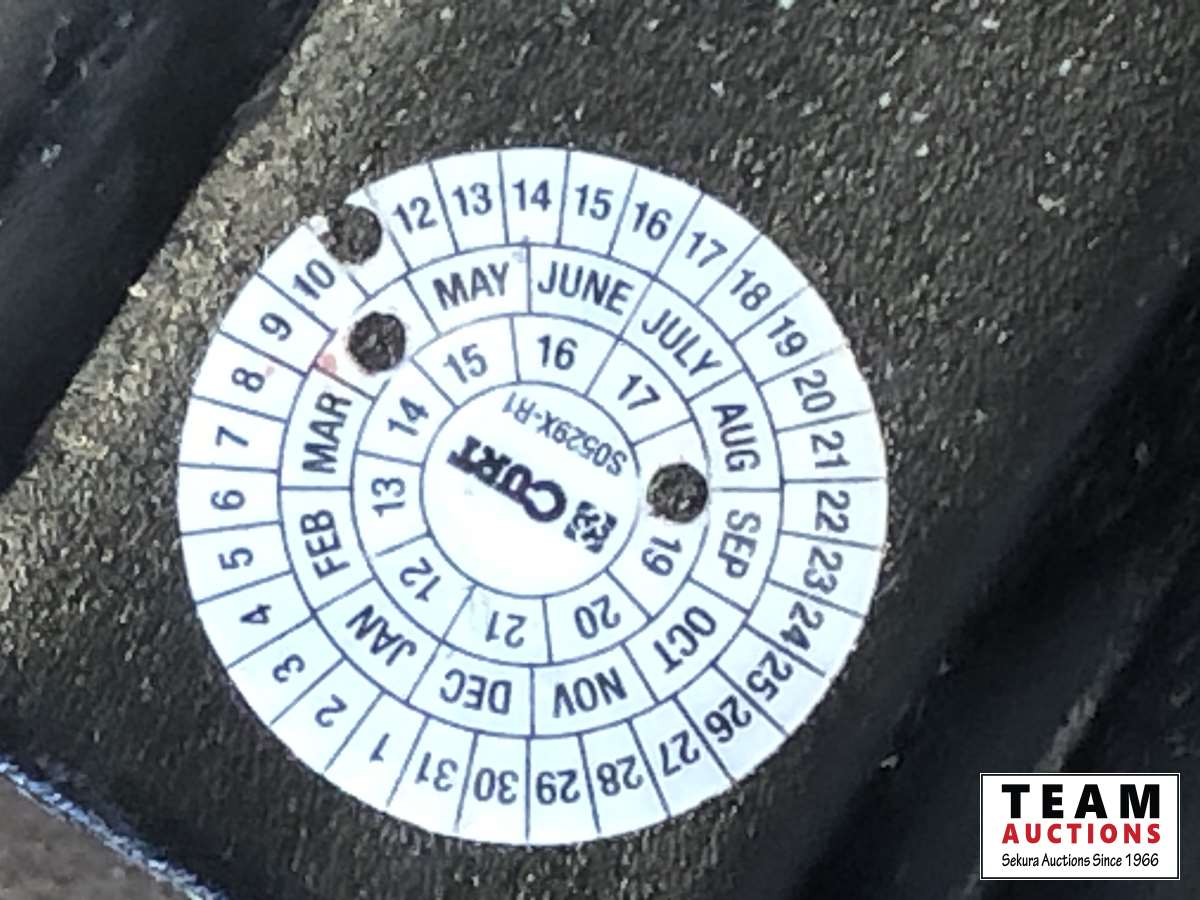 1 2 3 4 5 6 7 8 9 10 12 13 14 15 16 17 18 19 20 21 22 23 24 25 26 27 28 29 30 31
JAN FEB MAR MAY JUNE JULY AUG SEP OCT NOV DEC
12 13 14 15 16 17 19 20 21
CURT
S0529X-R1
TEAM
AUCTIONS
Sekura Auctions Since 1966